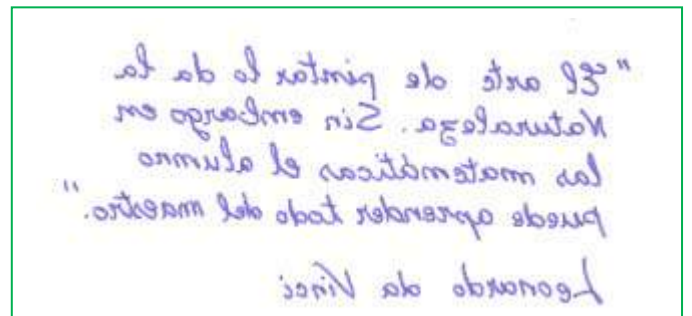 "El arte de pintar lo da la
Naturaleza. Sin embargo en
las matemáticas el alumno
puede aprender todo del maestro."
Leonardo da Vinci